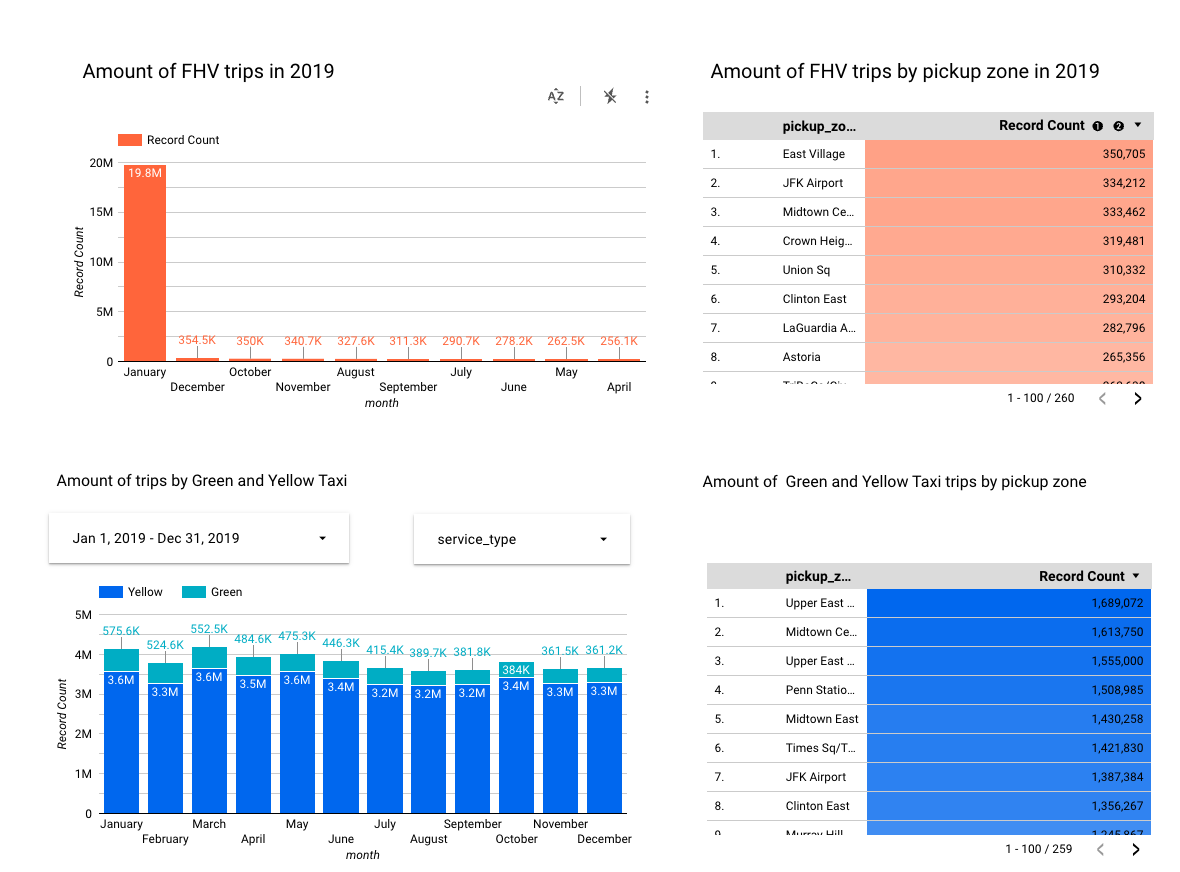 Amount of FHV trips in 2019
AZ
Record Count
20M
15M
10M
5M
0
Record Count
19.8M
354.5K
350K
340.7K
327.6K
311.3K
290.7K
278.2K
262.5K
256.1K
January
December
October
November
August
September
July
June
May
April
month
Amount of FHV trips by pickup zone in 2019
pickup_zo... Record Count 1 2
1. East Village 350,705
2. JFK Airport 334,212
3. Midtown Ce... 333,462
4. Crown Heig... 319,481
5. Union Sq 310,332
6. Clinton East 293,204
7. LaGuardia A... 282,796
8. Astoria 265,356
1 - 100 / 260
Amount of trips by Green and Yellow Taxi
Jan 1, 2019 - Dec 31, 2019
service_type
Yellow Green
5M
4M
3M
2M
1M
0
Record Count
575.6K
524.6K
552.5K
484.6K
475.3K
446.3K
415.4K
389.7K
381.8K
384K
361.5K
361.2K
3.6M
3.3M
3.6M
3.5M
3.6M
3.4M
3.2M
3.2M
3.2M
3.4M
3.3M
3.3M
January
February
March
April
May
June
July
August
September
October
November
December
month
Amount of Green and Yellow Taxi trips by pickup zone
pickup_z... Record Count
1. Upper East ... 1,689,072
2. Midtown Ce... 1,613,750
3. Upper East ... 1,555,000
4. Penn Statio... 1,508,985
5. Midtown East 1,430,258
6. Times Sq/T... 1,421,830
7. JFK Airport 1,387,384
8. Clinton East 1,356,267
9. Murray Hill 1,245,867
1 - 100 / 259